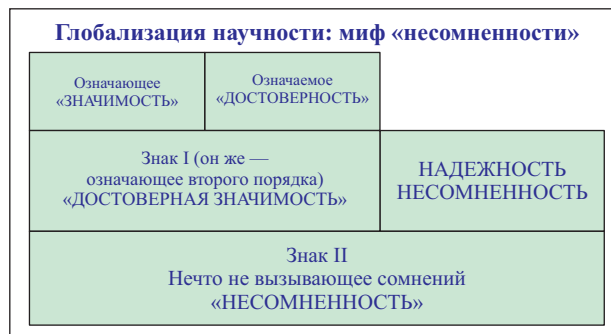 Глобализация научности: миф «несомненности»
Означающее
«ЗНАЧИМОСТЬ»
Означаемое
«ДОСТОВЕРНОСТЬ»
Знак I (он же —
означающее второго порядка)
«ДОСТОВЕРНАЯ ЗНАЧИМОСТЬ»
НАДЕЖНОСТЬ
НЕСОМНЕННОСТЬ
Знак II
Нечто не вызывающее сомнений
«НЕСОМНЕННОСТЬ»